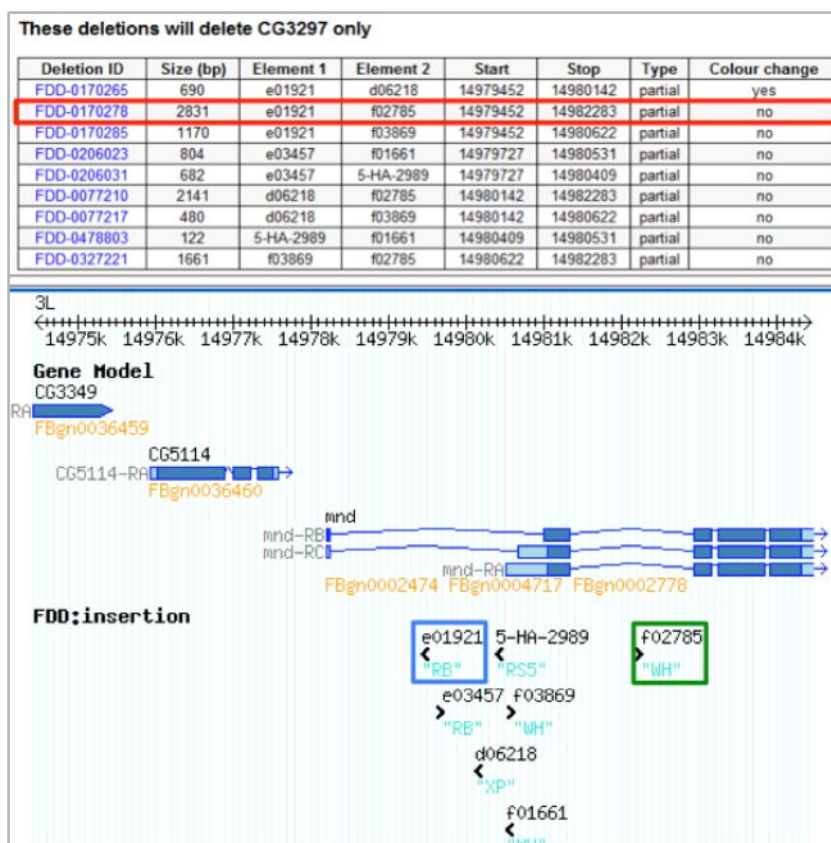 These deletions will delete CG3297 only
Deletion ID Size (bp) Element 1 Element 2 Start Stop Type Colour change
FDD-0170265 690 e01921 d06218 14979452 14980142 partial yes
FDD-0170278 2831 e01921 f02785 14979452 14982283 partial no
FDD-0170285 1170 e01921 f03869 14979452 14980622 partial no
FDD-0206023 804 e03457 f01661 14979727 14980531 partial no
FDD-0206031 682 e03457 5-HA-2989 14979727 14980409 partial no
FDD-0077210 2141 d06218 f02785 14980142 14982283 partial no
FDD-0077217 480 d06218 f03869 14980142 14980622 partial no
FDD-0478803 122 5-HA-2989 f01661 14980409 14980531 partial no
FDD-0327221 1661 f03869 f02785 14980622 14982283 partial no
3L
14975k 14976k 14977k 14978k 14979k 14980k 14981k 14982k 14983k 14984k
Gene Model
CG3349
RA
FBgn0036459
CG5114
CG5114-RA
FBgn0036460
mnd
mnd-RB
mnd-RC
mnd-RA
FBgn0002474 FBgn0004717 FBgn0002778
FDD:insertion
e01921 5-HA-2989 f02785
"RB" "RS5" "WH"
e03457 f03869
"RB" "WH"
d06218
"XP"
f01661